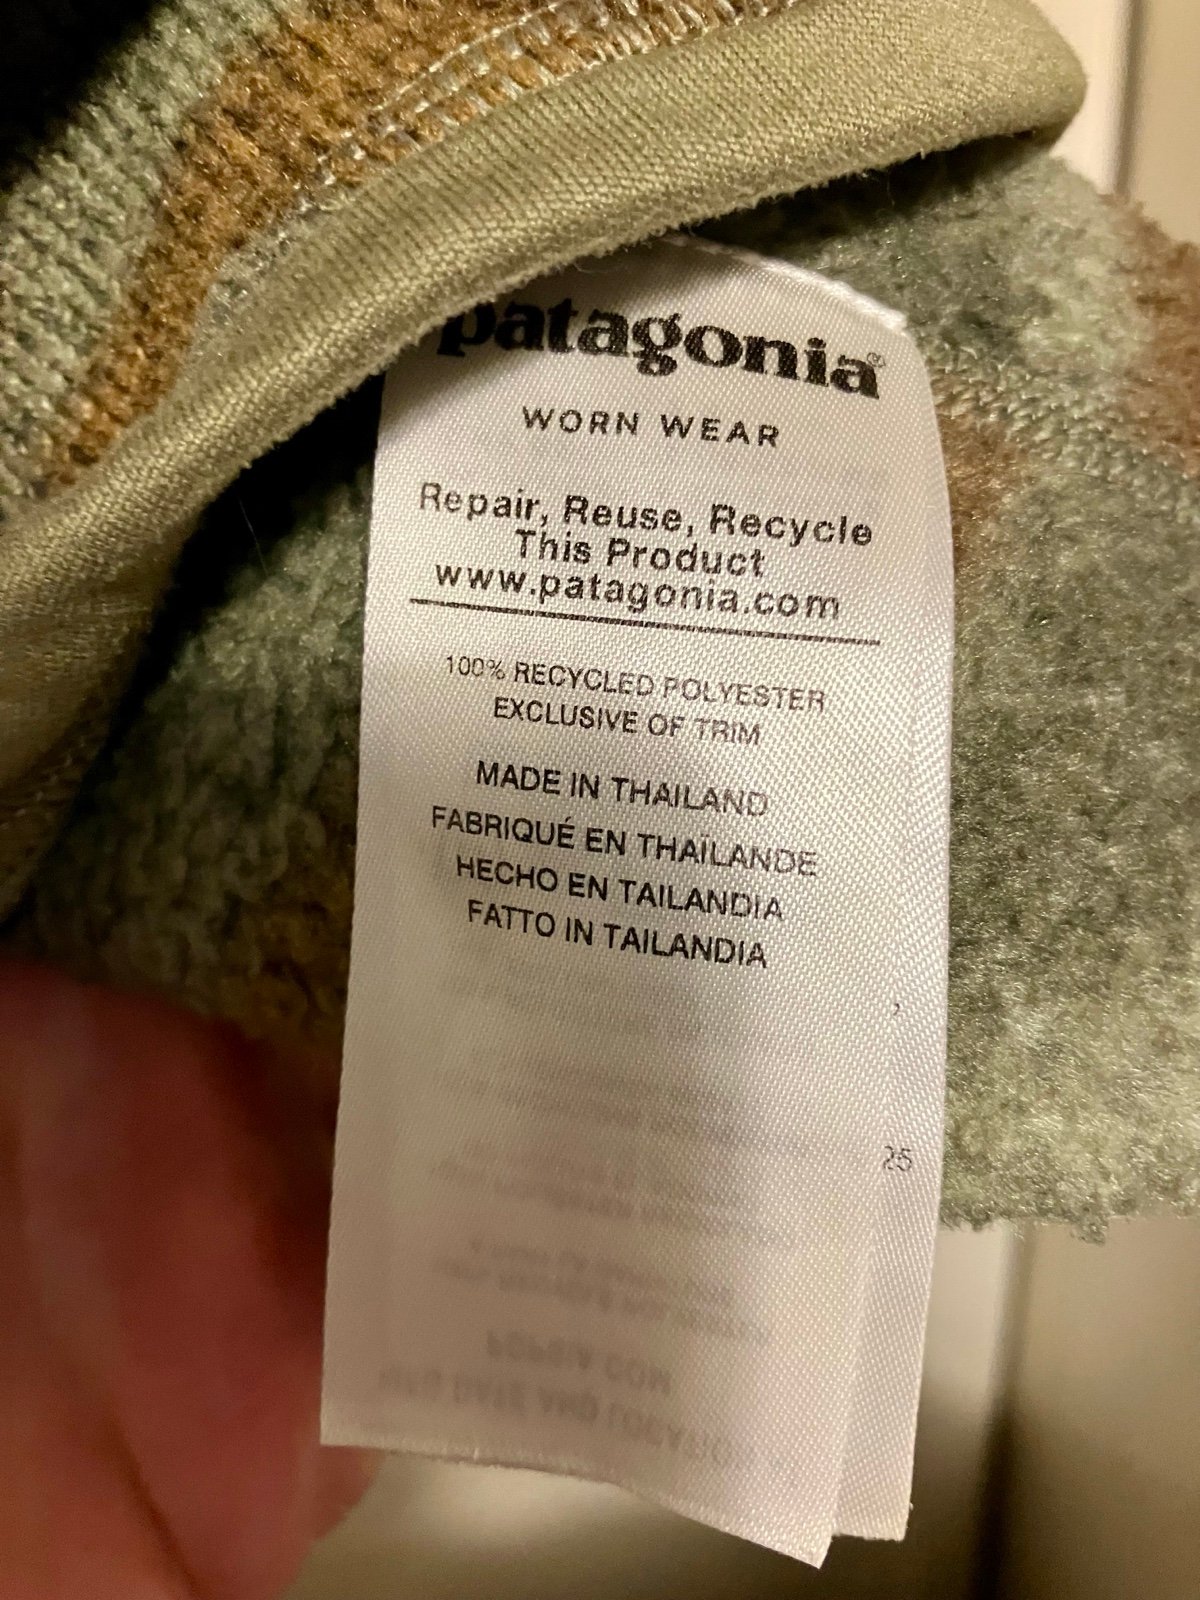 patagonia®
WORN WEAR
Repair, Reuse, Recycle
This Product
www.patagonia.com
100% RECYCLED POLYESTER
EXCLUSIVE OF TRIM
MADE IN THAILAND
FABRIQUÉ EN THAÏLANDE
HECHO EN TAILANDIA
FATTO IN TAILANDIA
25